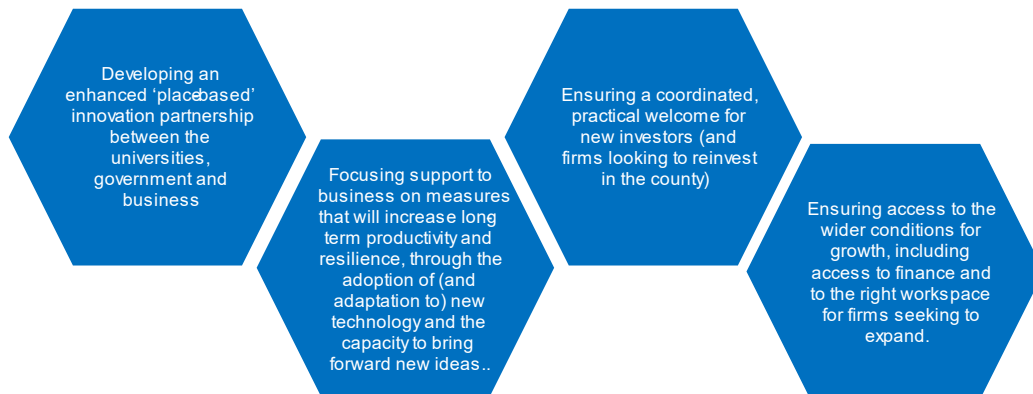 Developing an
enhanced ‘place-based’
innovation partnership
between the
universities,
government and
business
Focusing support to
business on measures
that will increase long-
term productivity and
resilience, through the
adoption of (and
adaptation to) new
technology and the
capacity to bring
forward new ideas..
Ensuring a coordinated,
practical welcome for
new investors (and
firms looking to reinvest
in the county)
Ensuring access to the
wider conditions for
growth, including
access to finance and
to the right workspace
for firms seeking to
expand.